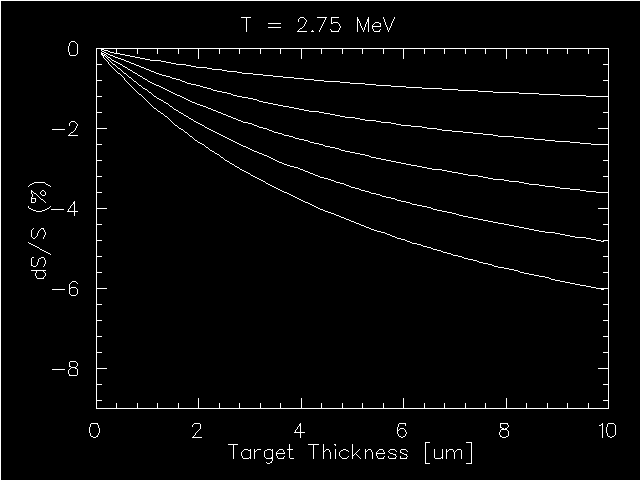 T = 2.75 MeV
0
-2
-4
-6
-8
dS/S (%)
0 2 4 6 8 10
Target Thickness [um]